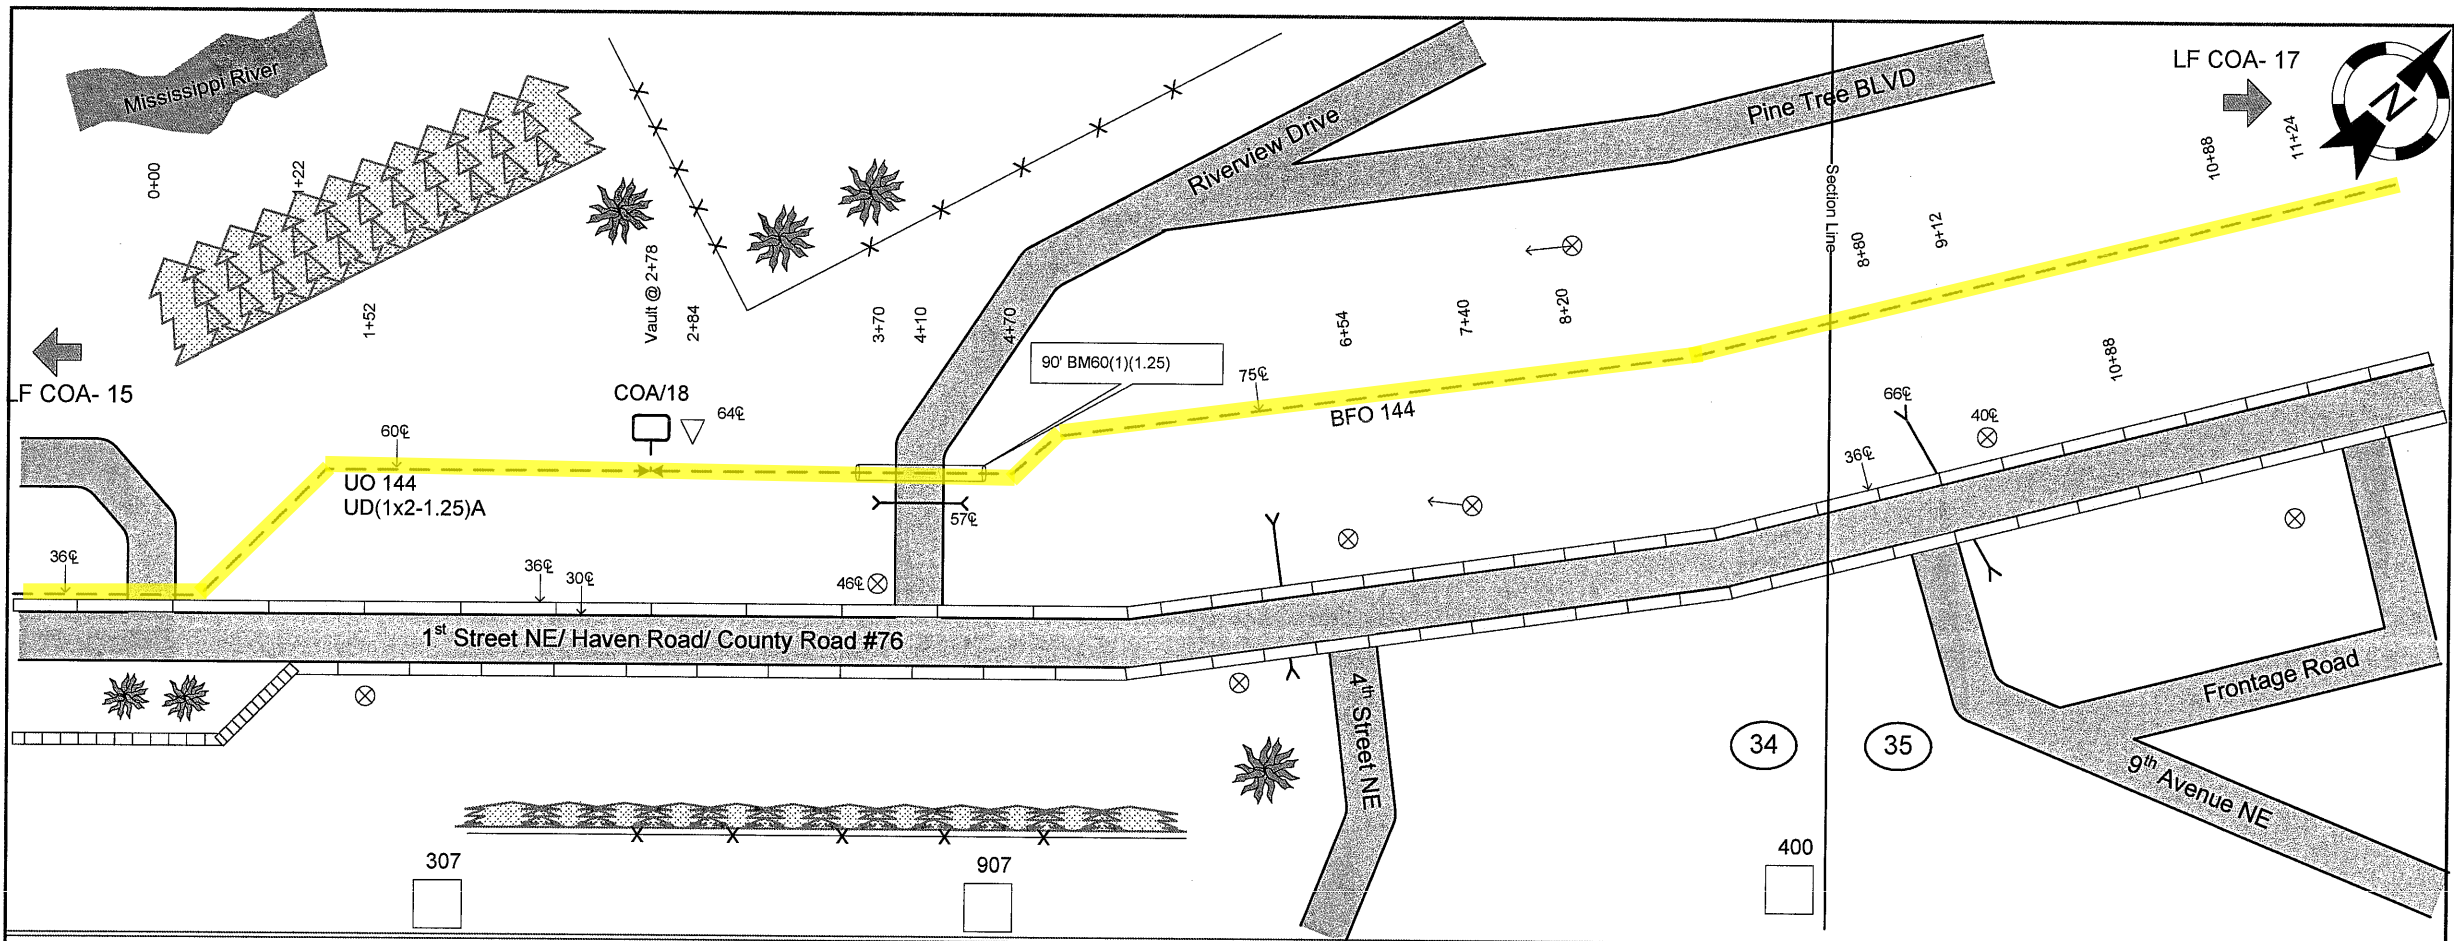 Mississippi River
LF COA- 17
N
Pine Tree BLVD
Riverview Drive
Section Line
0+00
1+22
1+52
Vault @ 2+78
2+84
3+70
4+10
4+70
6+54
7+40
8+20
8+80
9+12
10+88
11+24
10+88
90' BM60(1)(1.25)
LF COA- 15
COA/18
64℄
60℄
75℄
BFO 144
UO 144
UD(1x2-1.25)A
66℄
40℄
36℄
57℄
36℄
36℄
30℄
46℄
1st Street NE/ Haven Road/ County Road #76
4th Street NE
Frontage Road
9th Avenue NE
34
35
307
907
400